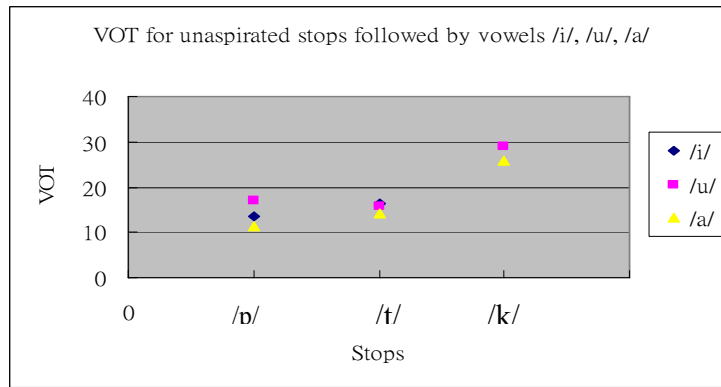 VOT for unaspirated stops followed by vowels /i/, /u/, /a/
40
30
20
10
0
VOT
0 /p/ /t/ /k/
Stops
/i/
/u/
/a/